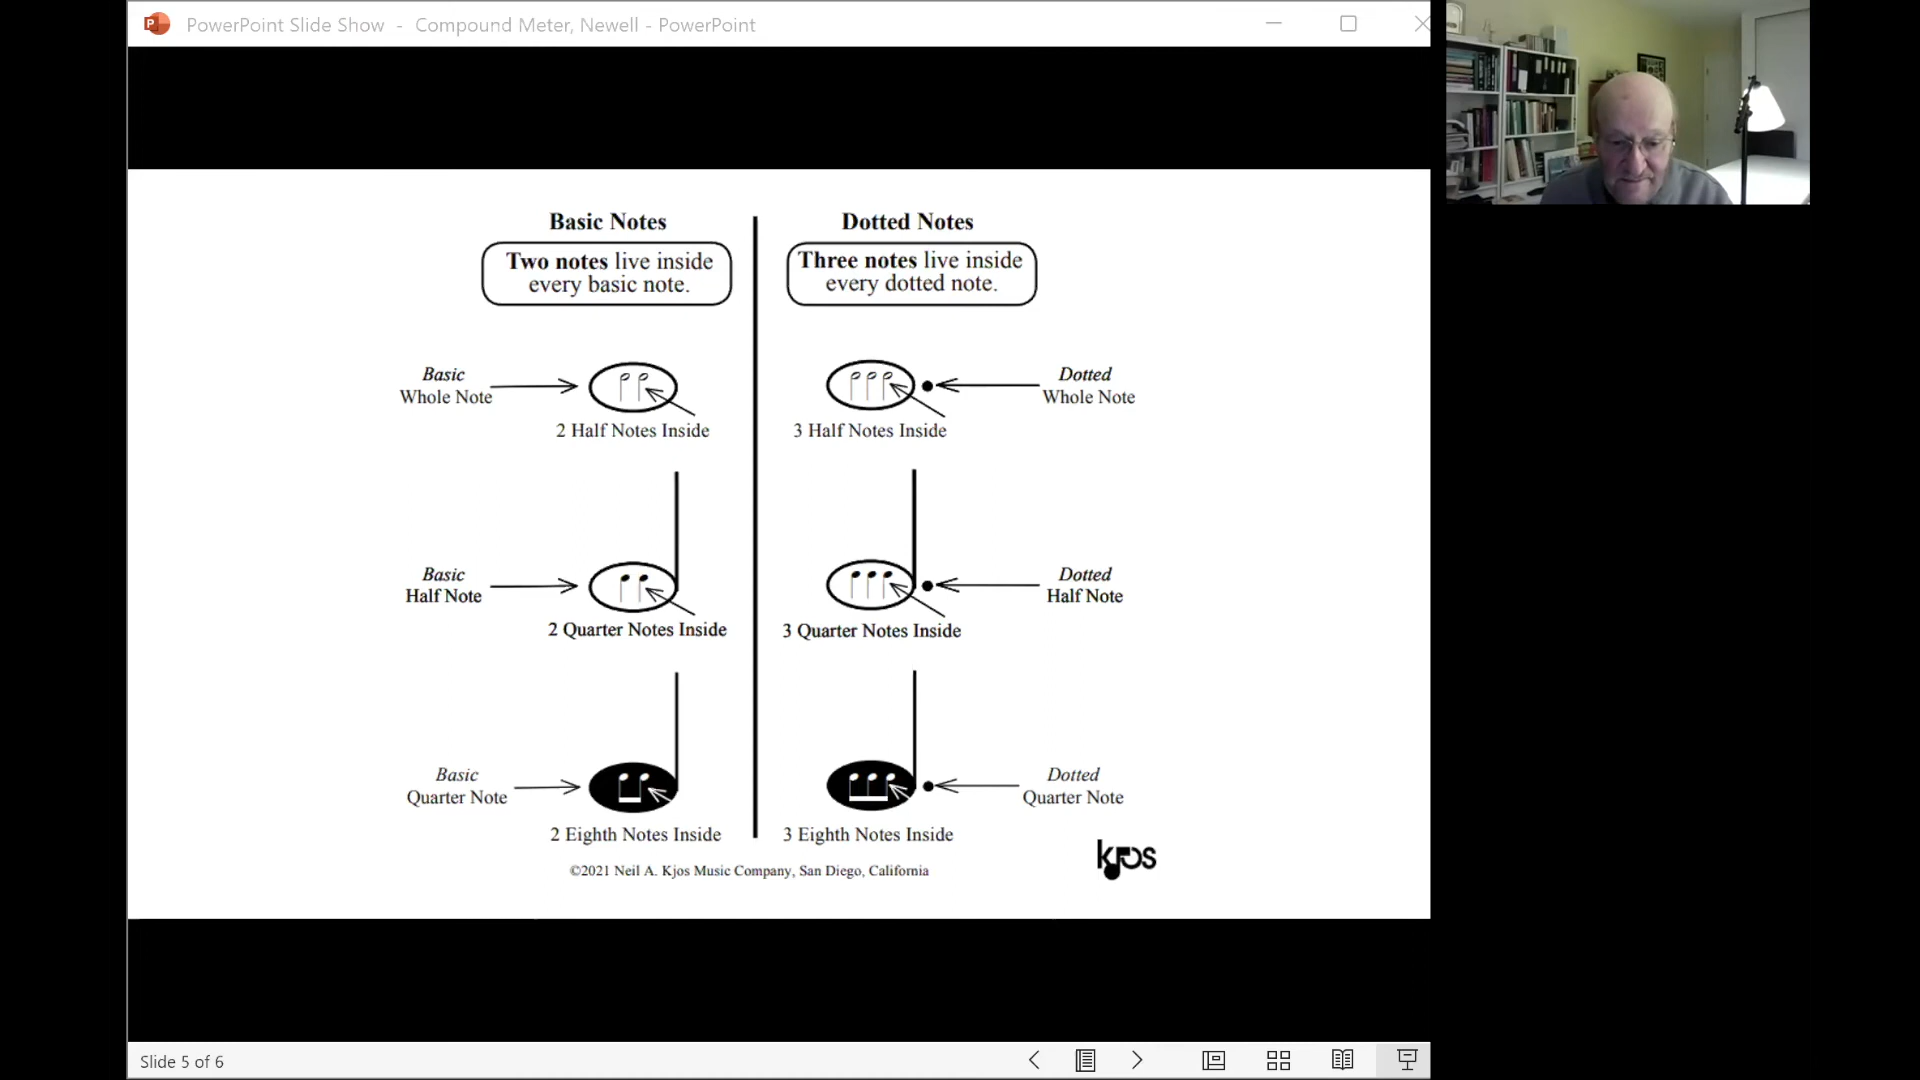 PowerPoint Slide Show - Compound Meter, Newell - PowerPoint
Basic Notes
Two notes live inside
every basic note.
Dotted Notes
Three notes live inside
every dotted note.
Basic
Whole Note
2 Half Notes Inside
3 Half Notes Inside
Dotted
Whole Note
Basic
Half Note
2 Quarter Notes Inside
3 Quarter Notes Inside
Dotted
Half Note
Basic
Quarter Note
2 Eighth Notes Inside
3 Eighth Notes Inside
Dotted
Quarter Note
©2021 Neil A. Kjos Music Company, San Diego, California
kjos
Slide 5 of 6